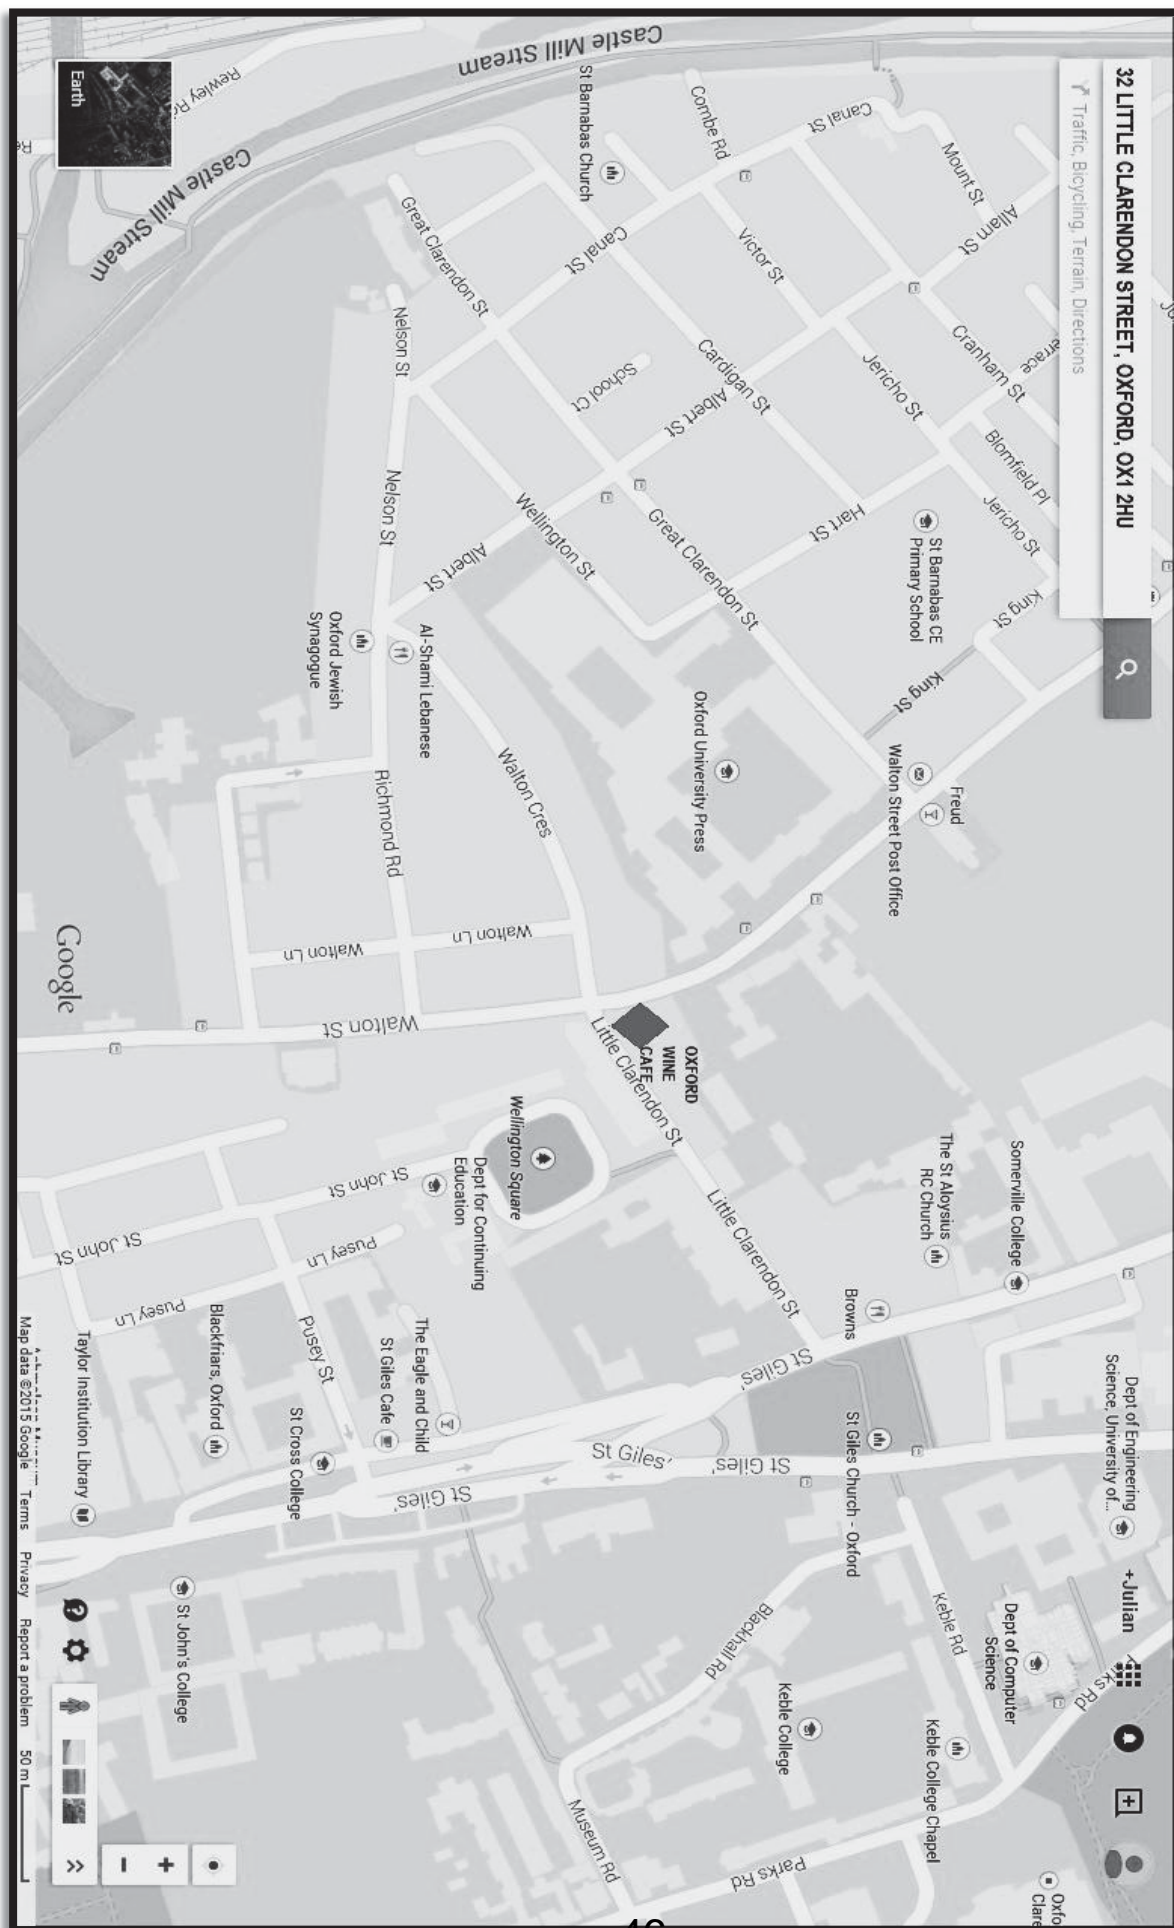 32 LITTLE CLARENDON STREET, OXFORD, OX1 2HU
Traffic, Bicycling, Terrain, Directions
+Julian
Castle Mill Stream
Castle Mill Stream
Rewley
Earth
St Barnabas Church
Combe Rd
Canal St
Mount St
Allam St
Victor St
Canal St
Great Clarendon St
Nelson St
Cranham St
Jericho St
Cardigan St
School Ct
Albert St
Blomfield Pl
Jericho St
Hart St
St Barnabas CE
Primary School
King St
King St
Great Clarendon St
Wellington St
Nelson St
Albert St
Oxford Jewish
Synagogue
Al-Shami Lebanese
Oxford University Press
Walton Street Post Office
Freud
Walton Cres
Richmond Rd
Walton Ln
Walton Ln
Walton St
OXFORD
WINE
CAFE
Little Clarendon St
Little Clarendon St
Wellington Square
Dept for Continuing
Education
St John St
St John St
Pusey Ln
Pusey Ln
Pusey St
Somerville College
The St Aloysius
RC Church
Browns
Dept of Engineering
Science, University of...
St Giles'
St Giles'
St Giles'
St Giles'
St Giles Church - Oxford
The Eagle and Child
St Giles Cafe
St Cross College
Blackfriars, Oxford
Taylor Institution Library
St John's College
Keble Rd
Blackhall Rd
Dept of Computer
Science
Keble College
Keble College Chapel
Museum Rd
Parks Rd
Google
Map data ©2015 Google
Terms
Privacy
Report a problem
50 m